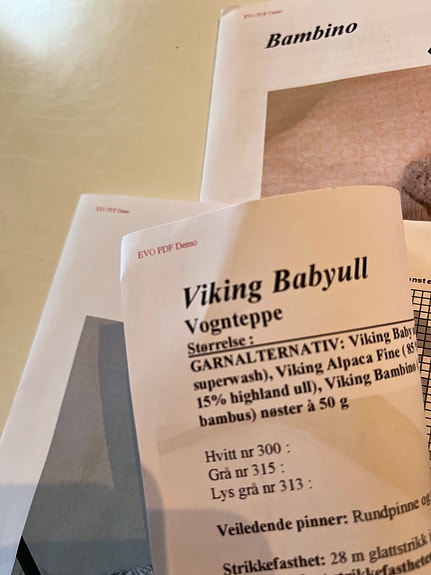 EVO PDF Demo
Bambino
EVO PDF Demo
EVO PDF Demo
Viking Babyull
Vognteppe
Størrelse :
GARNALTERNATIV: Viking Baby
superwash), Viking Alpaca Fine ( 85
15% highland ull), Viking Bambino (
bambus) nøster à 50 g
Hvitt nr 300 :
Grå nr 315 :
Lys grå nr 313 :
Veiledende pinner: Rundpinne og
Strikkefasthet: 28 m glattstrikk
strikkefasthete